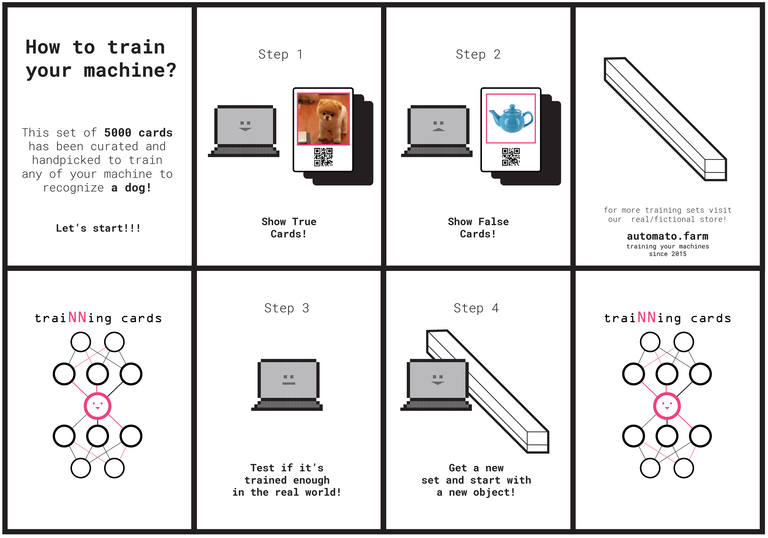 How to train
your machine?
This set of 5000 cards
has been curated and
handpicked to train
any of your machine to
recognize a dog!
Let's start!!!
Step 1
Show True
Cards!
Step 2
Show False
Cards!
for more training sets visit
our real/fictional store!
automato.farm
training your machines
since 2015
traiNNing cards
Step 3
Test if it's
trained enough
in the real world!
Step 4
Get a new
set and start with
a new object!
traiNNing cards